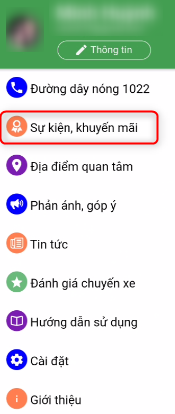 Thông tin
Đường dây nóng 1022
Sự kiện, khuyến mãi
Địa điểm quan tâm
Phản ánh, góp ý
Tin tức
Đánh giá chuyến xe
Hướng dẫn sử dụng
Cài đặt
Giới thiệu